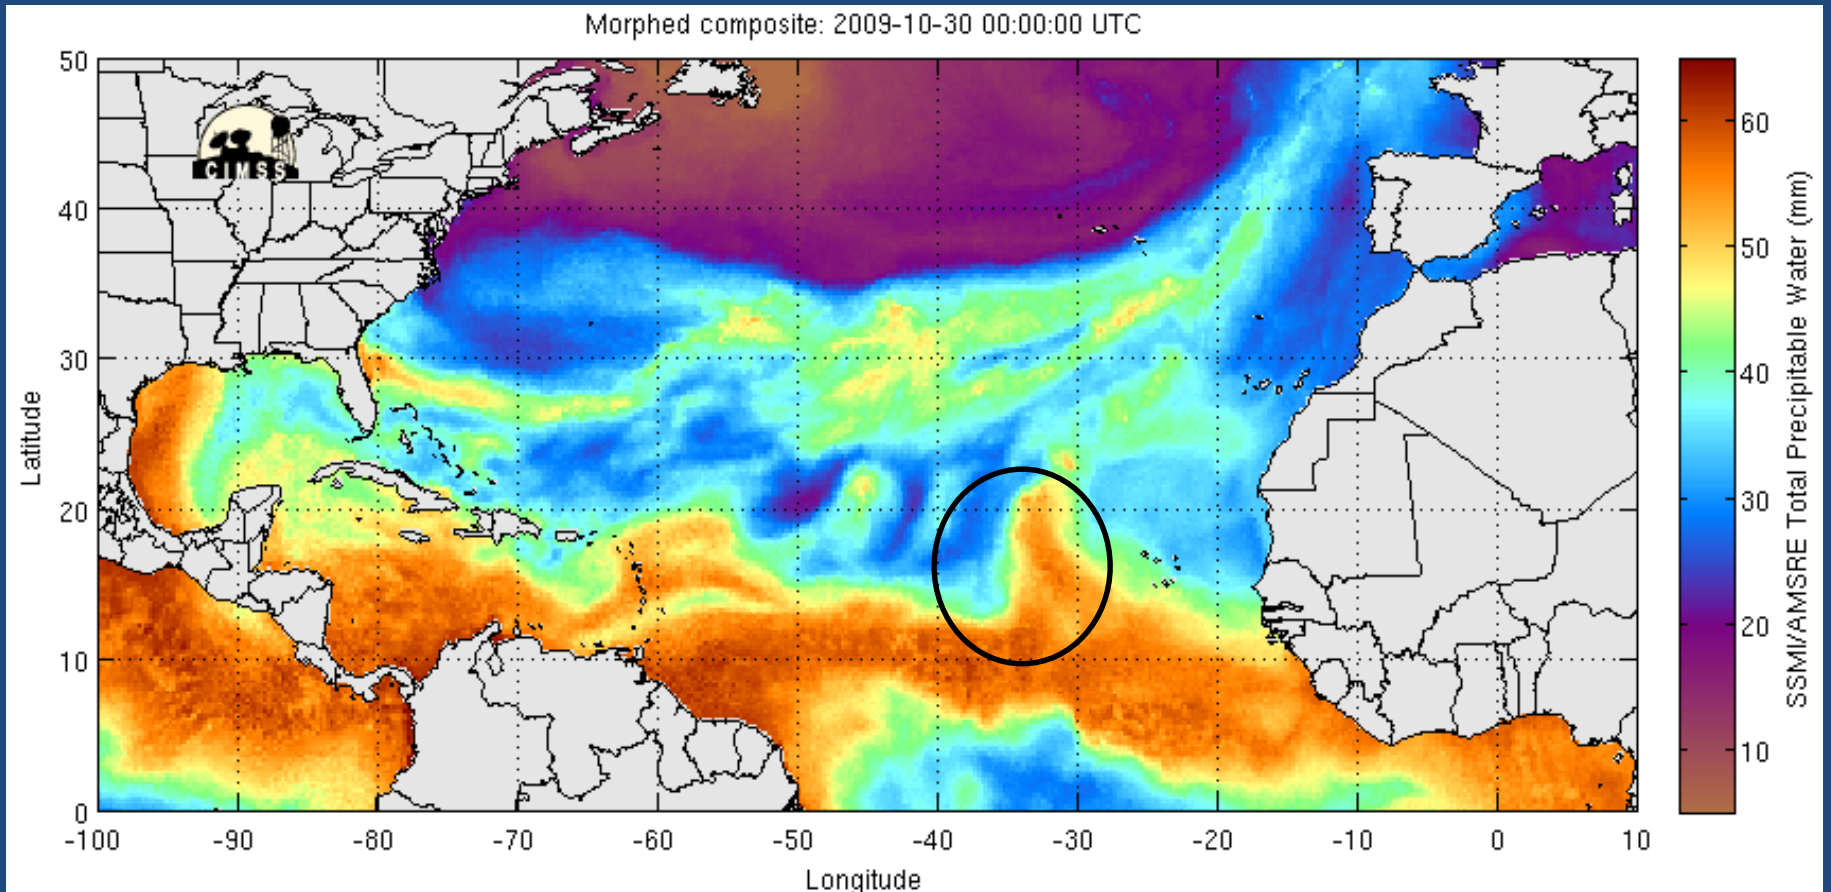 Morphed composite: 2009-10-30 00:00:00 UTC
50
40
30
20
10
0
Latitude
CIMSS
-100 -90 -80 -70 -60 -50 -40 -30 -20 -10 0 10
Longitude
60
50
40
30
20
10
SSMI/AMSRE Total Precipitable Water (mm)